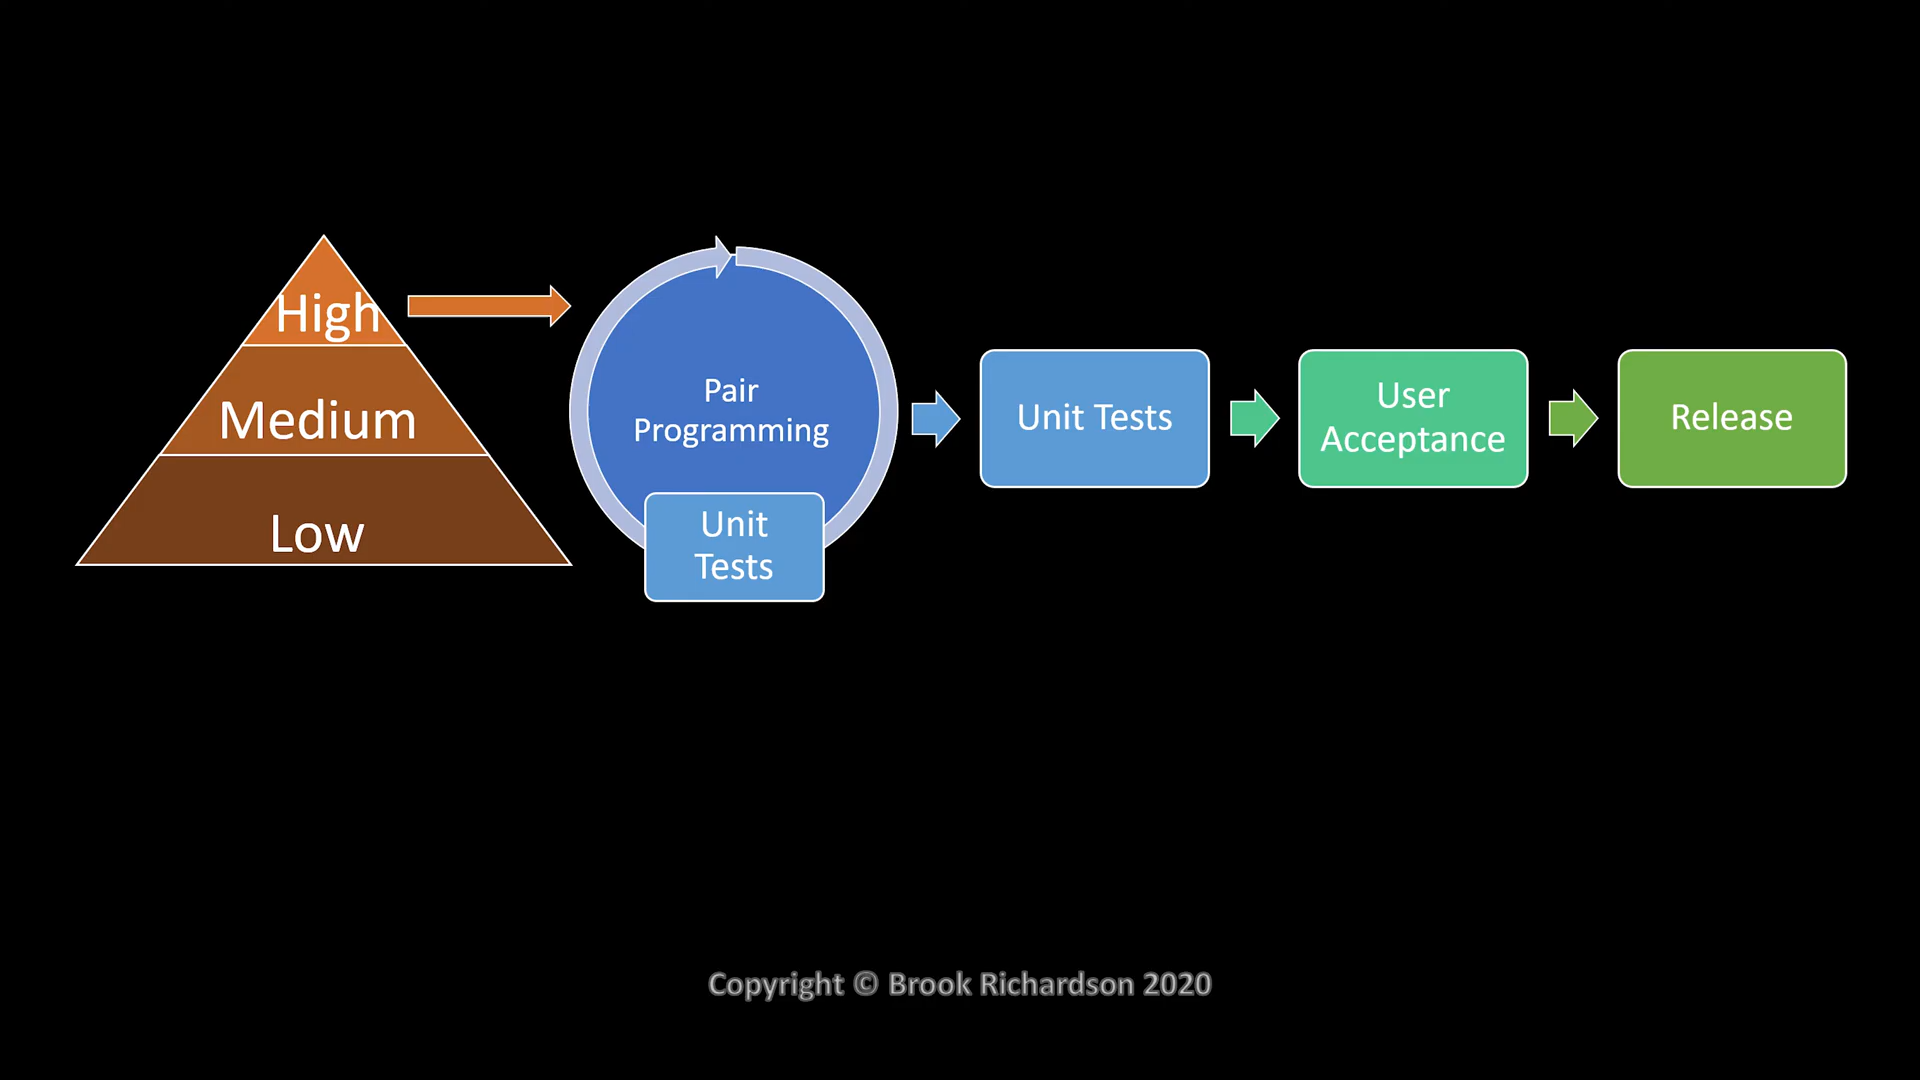 High
Medium
Low
Pair
Programming
Unit
Tests
Unit Tests
User
Acceptance
Release
Copyright © Brook Richardson 2020